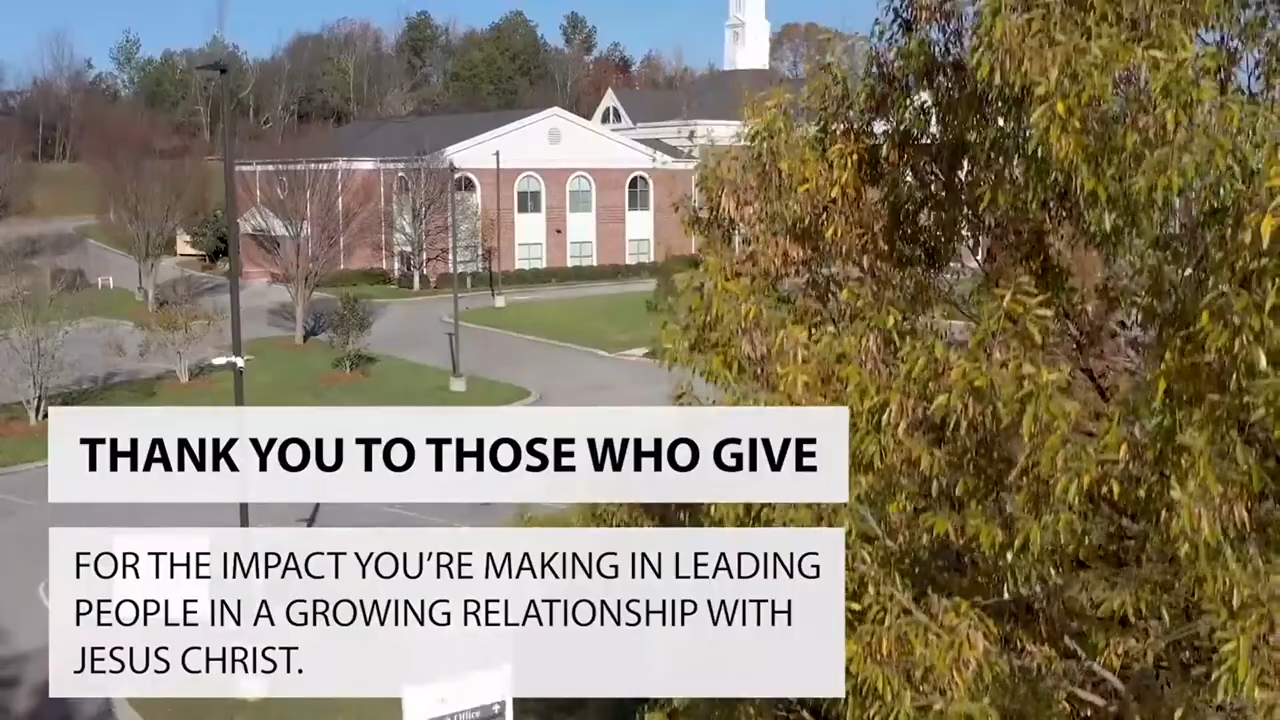 THANK YOU TO THOSE WHO GIVE
FOR THE IMPACT YOU’RE MAKING IN LEADING
PEOPLE IN A GROWING RELATIONSHIP WITH
JESUS CHRIST.
Office